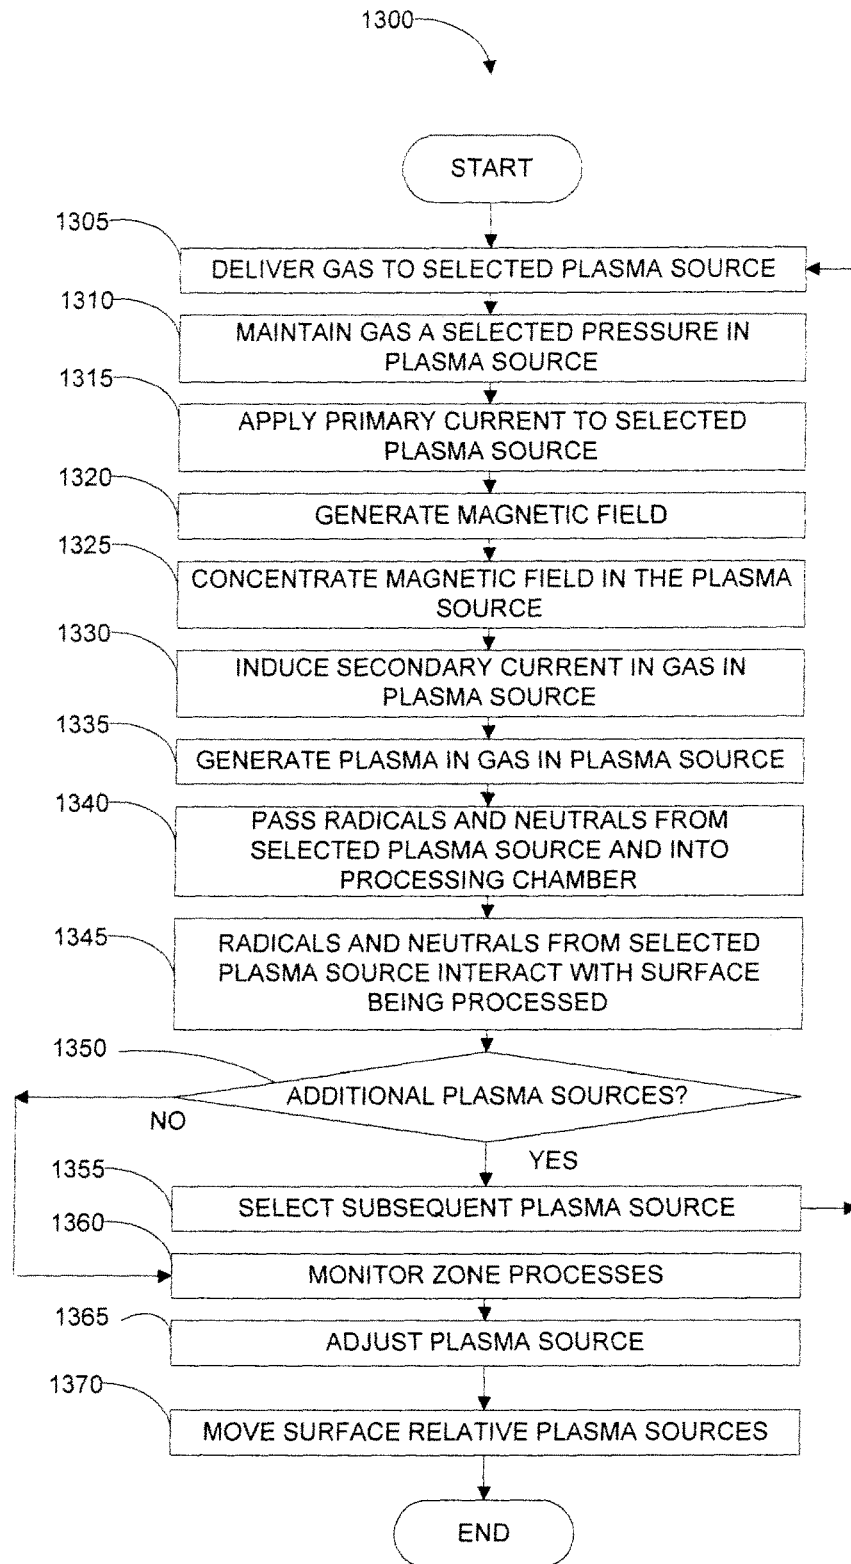 1300
START
1305
DELIVER GAS TO SELECTED PLASMA SOURCE
1310
MAINTAIN GAS A SELECTED PRESSURE IN
PLASMA SOURCE
1315
APPLY PRIMARY CURRENT TO SELECTED
PLASMA SOURCE
1320
GENERATE MAGNETIC FIELD
1325
CONCENTRATE MAGNETIC FIELD IN THE PLASMA
SOURCE
1330
INDUCE SECONDARY CURRENT IN GAS IN
PLASMA SOURCE
1335
GENERATE PLASMA IN GAS IN PLASMA SOURCE
1340
PASS RADICALS AND NEUTRALS FROM
SELECTED PLASMA SOURCE AND INTO
PROCESSING CHAMBER
1345
RADICALS AND NEUTRALS FROM SELECTED
PLASMA SOURCE INTERACT WITH SURFACE
BEING PROCESSED
1350
ADDITIONAL PLASMA SOURCES?
NO
YES
1355
SELECT SUBSEQUENT PLASMA SOURCE
1360
MONITOR ZONE PROCESSES
1365
ADJUST PLASMA SOURCE
1370
MOVE SURFACE RELATIVE PLASMA SOURCES
END